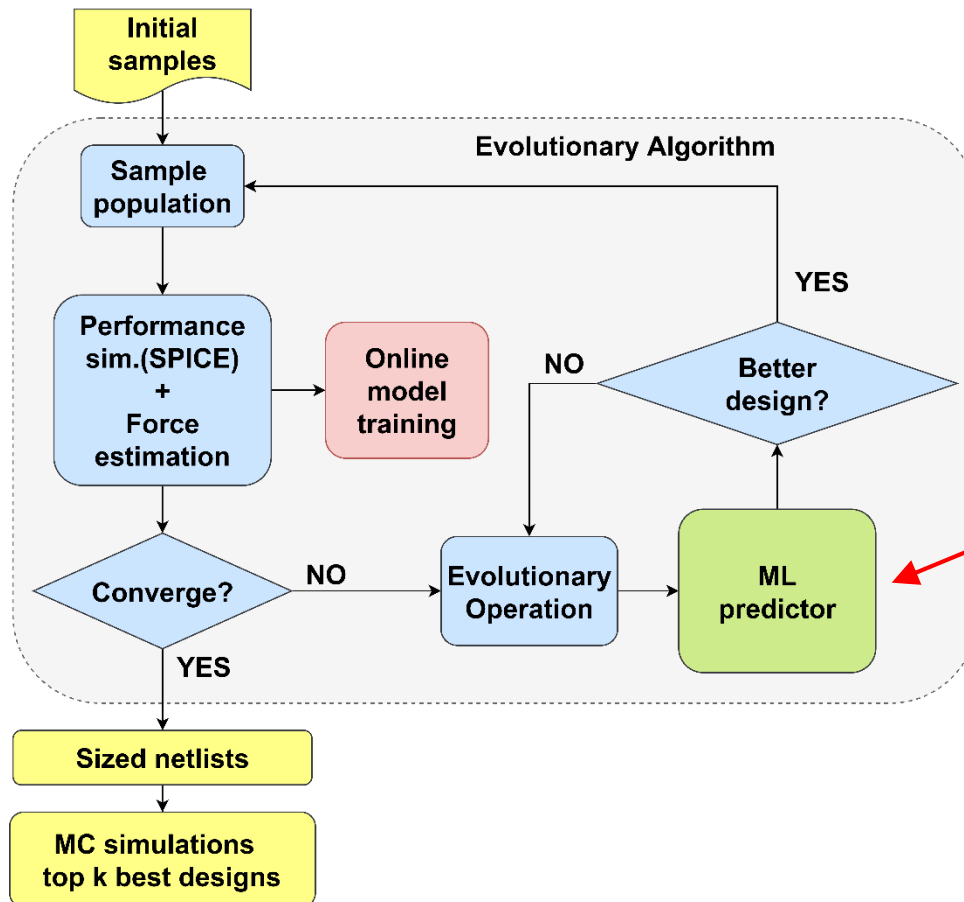 Initial
samples
Evolutionary Algorithm
Sample
population
YES
Performance
sim.(SPICE)
+
Force
estimation
Online
model
training
NO
Better
design?
Converge?
NO
Evolutionary
Operation
ML
predictor
YES
Sized netlists
MC simulations
top k best designs